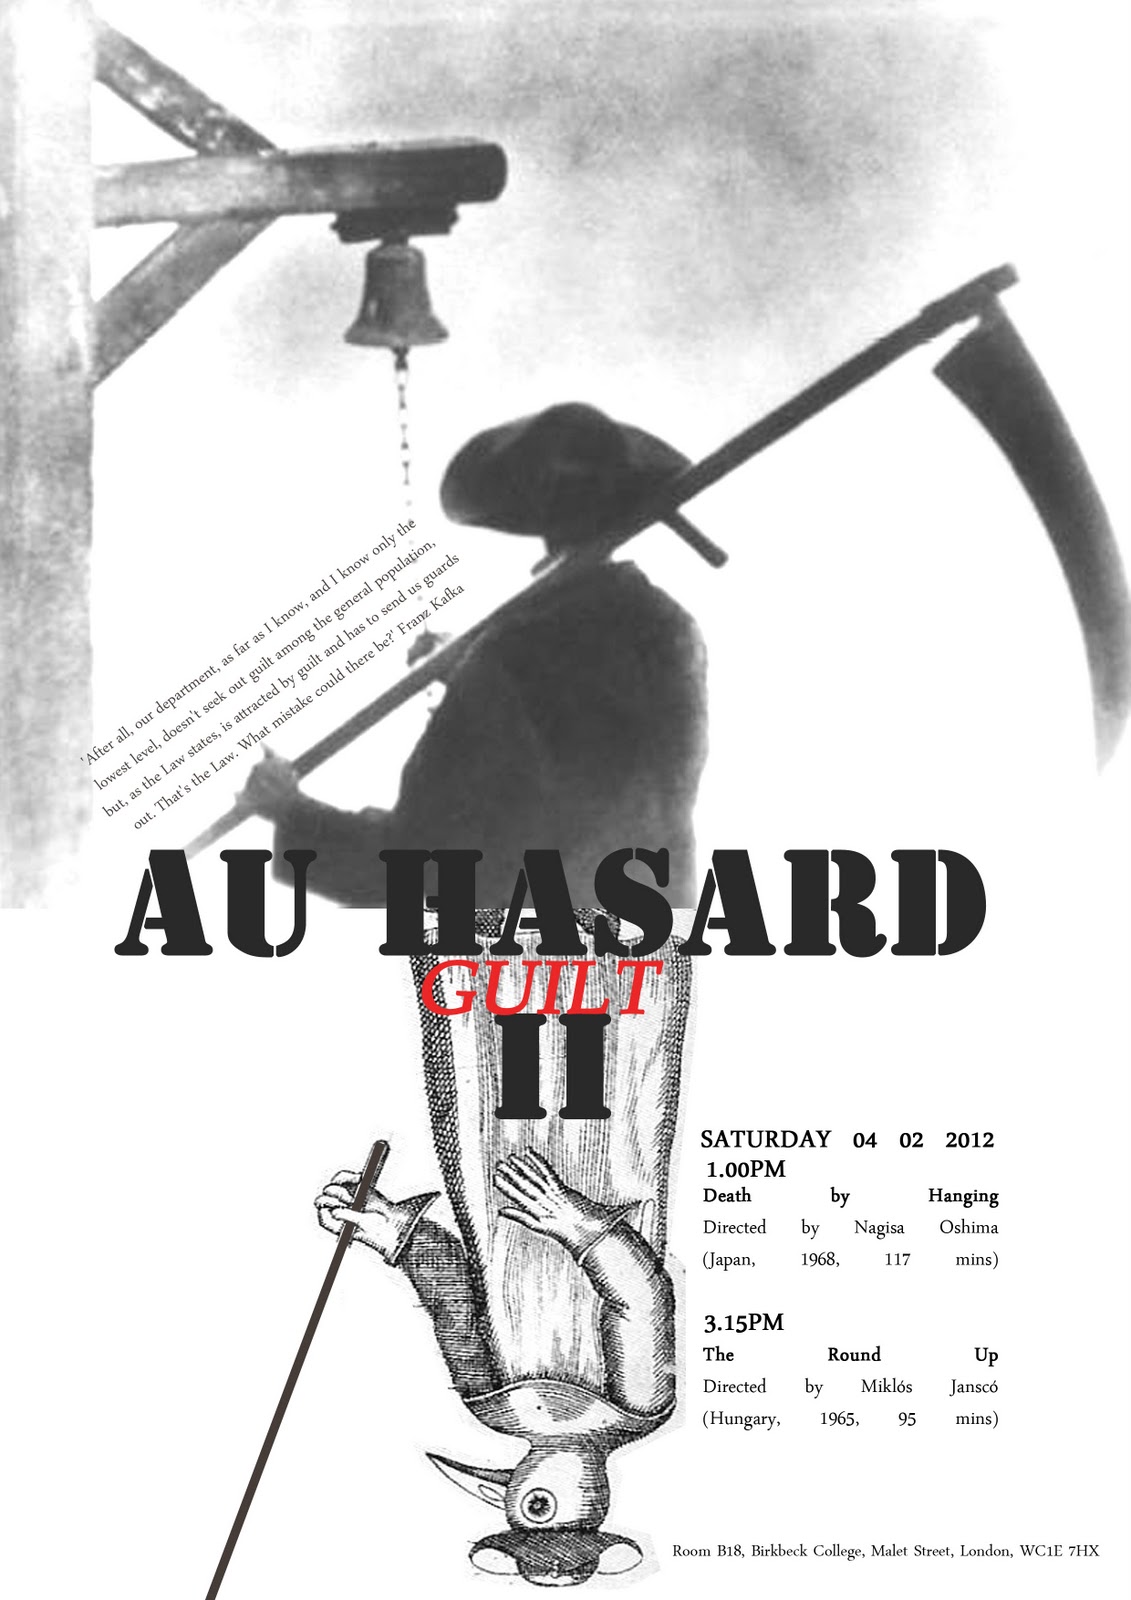 'After all, our department, as far as I know, and I know only the
lowest level, doesn't seek out guilt among the general population,
but, as the Law states, is attracted by guilt and has to send us guards
out. That's the Law. What mistake could there be?' Franz Kafka
AU HASARD
GUILT
II
SATURDAY 04 02 2012
1.00PM
Death by Hanging
Directed by Nagisa Oshima
(Japan, 1968, 117 mins)
3.15PM
The Round Up
Directed by Miklós Janscó
(Hungary, 1965, 95 mins)
Room B18, Birkbeck College, Malet Street, London, WC1E 7HX